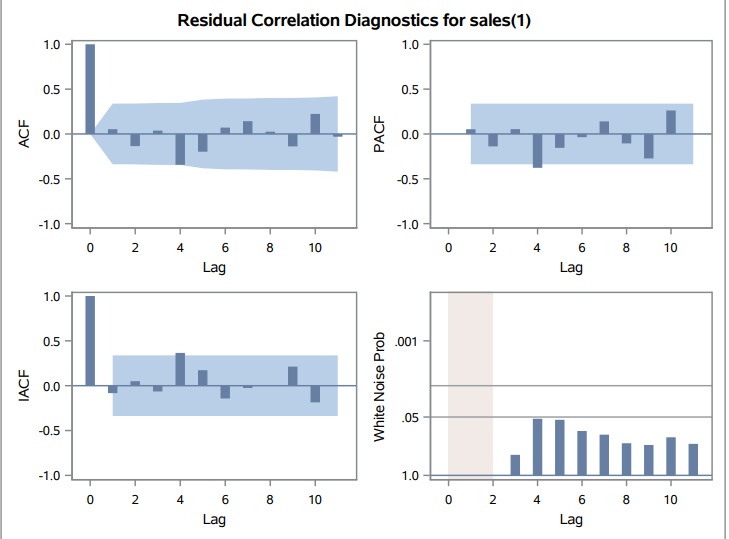 Residual Correlation Diagnostics for sales(1)
ACF
1.0
0.5
0.0
-0.5
-1.0
0 2 4 6 8 10
Lag
PACF
1.0
0.5
0.0
-0.5
-1.0
0 2 4 6 8 10
Lag
IACF
1.0
0.5
0.0
-0.5
-1.0
0 2 4 6 8 10
Lag
White Noise Prob
.001
.05
1.0
0 2 4 6 8 10
Lag